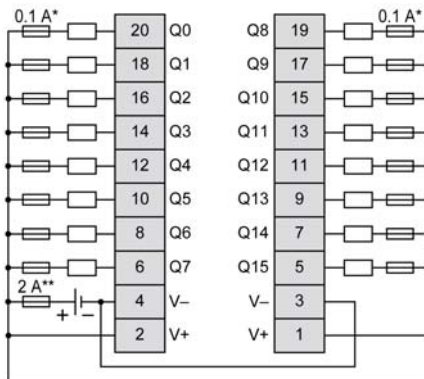 0.1 A* 20 Q0 Q8 19 0.1 A*
18 Q1 Q9 17
16 Q2 Q10 15
14 Q3 Q11 13
12 Q4 Q12 11
10 Q5 Q13 9
8 Q6 Q14 7
6 Q7 Q15 5
2 A** + − 4 V− V− 3
2 V+ V+ 1